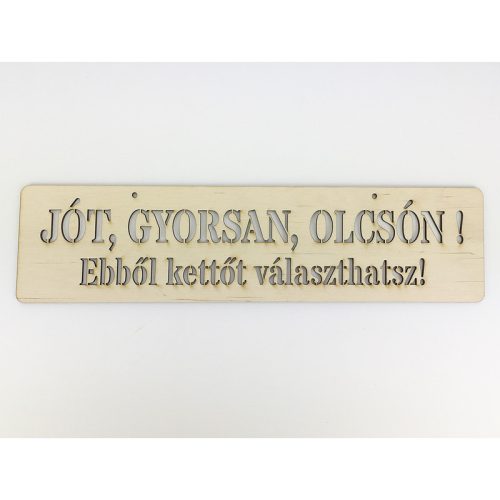 JÓT, GYORSAN, OLCSÓN !
Ebből kettőt választhatsz!